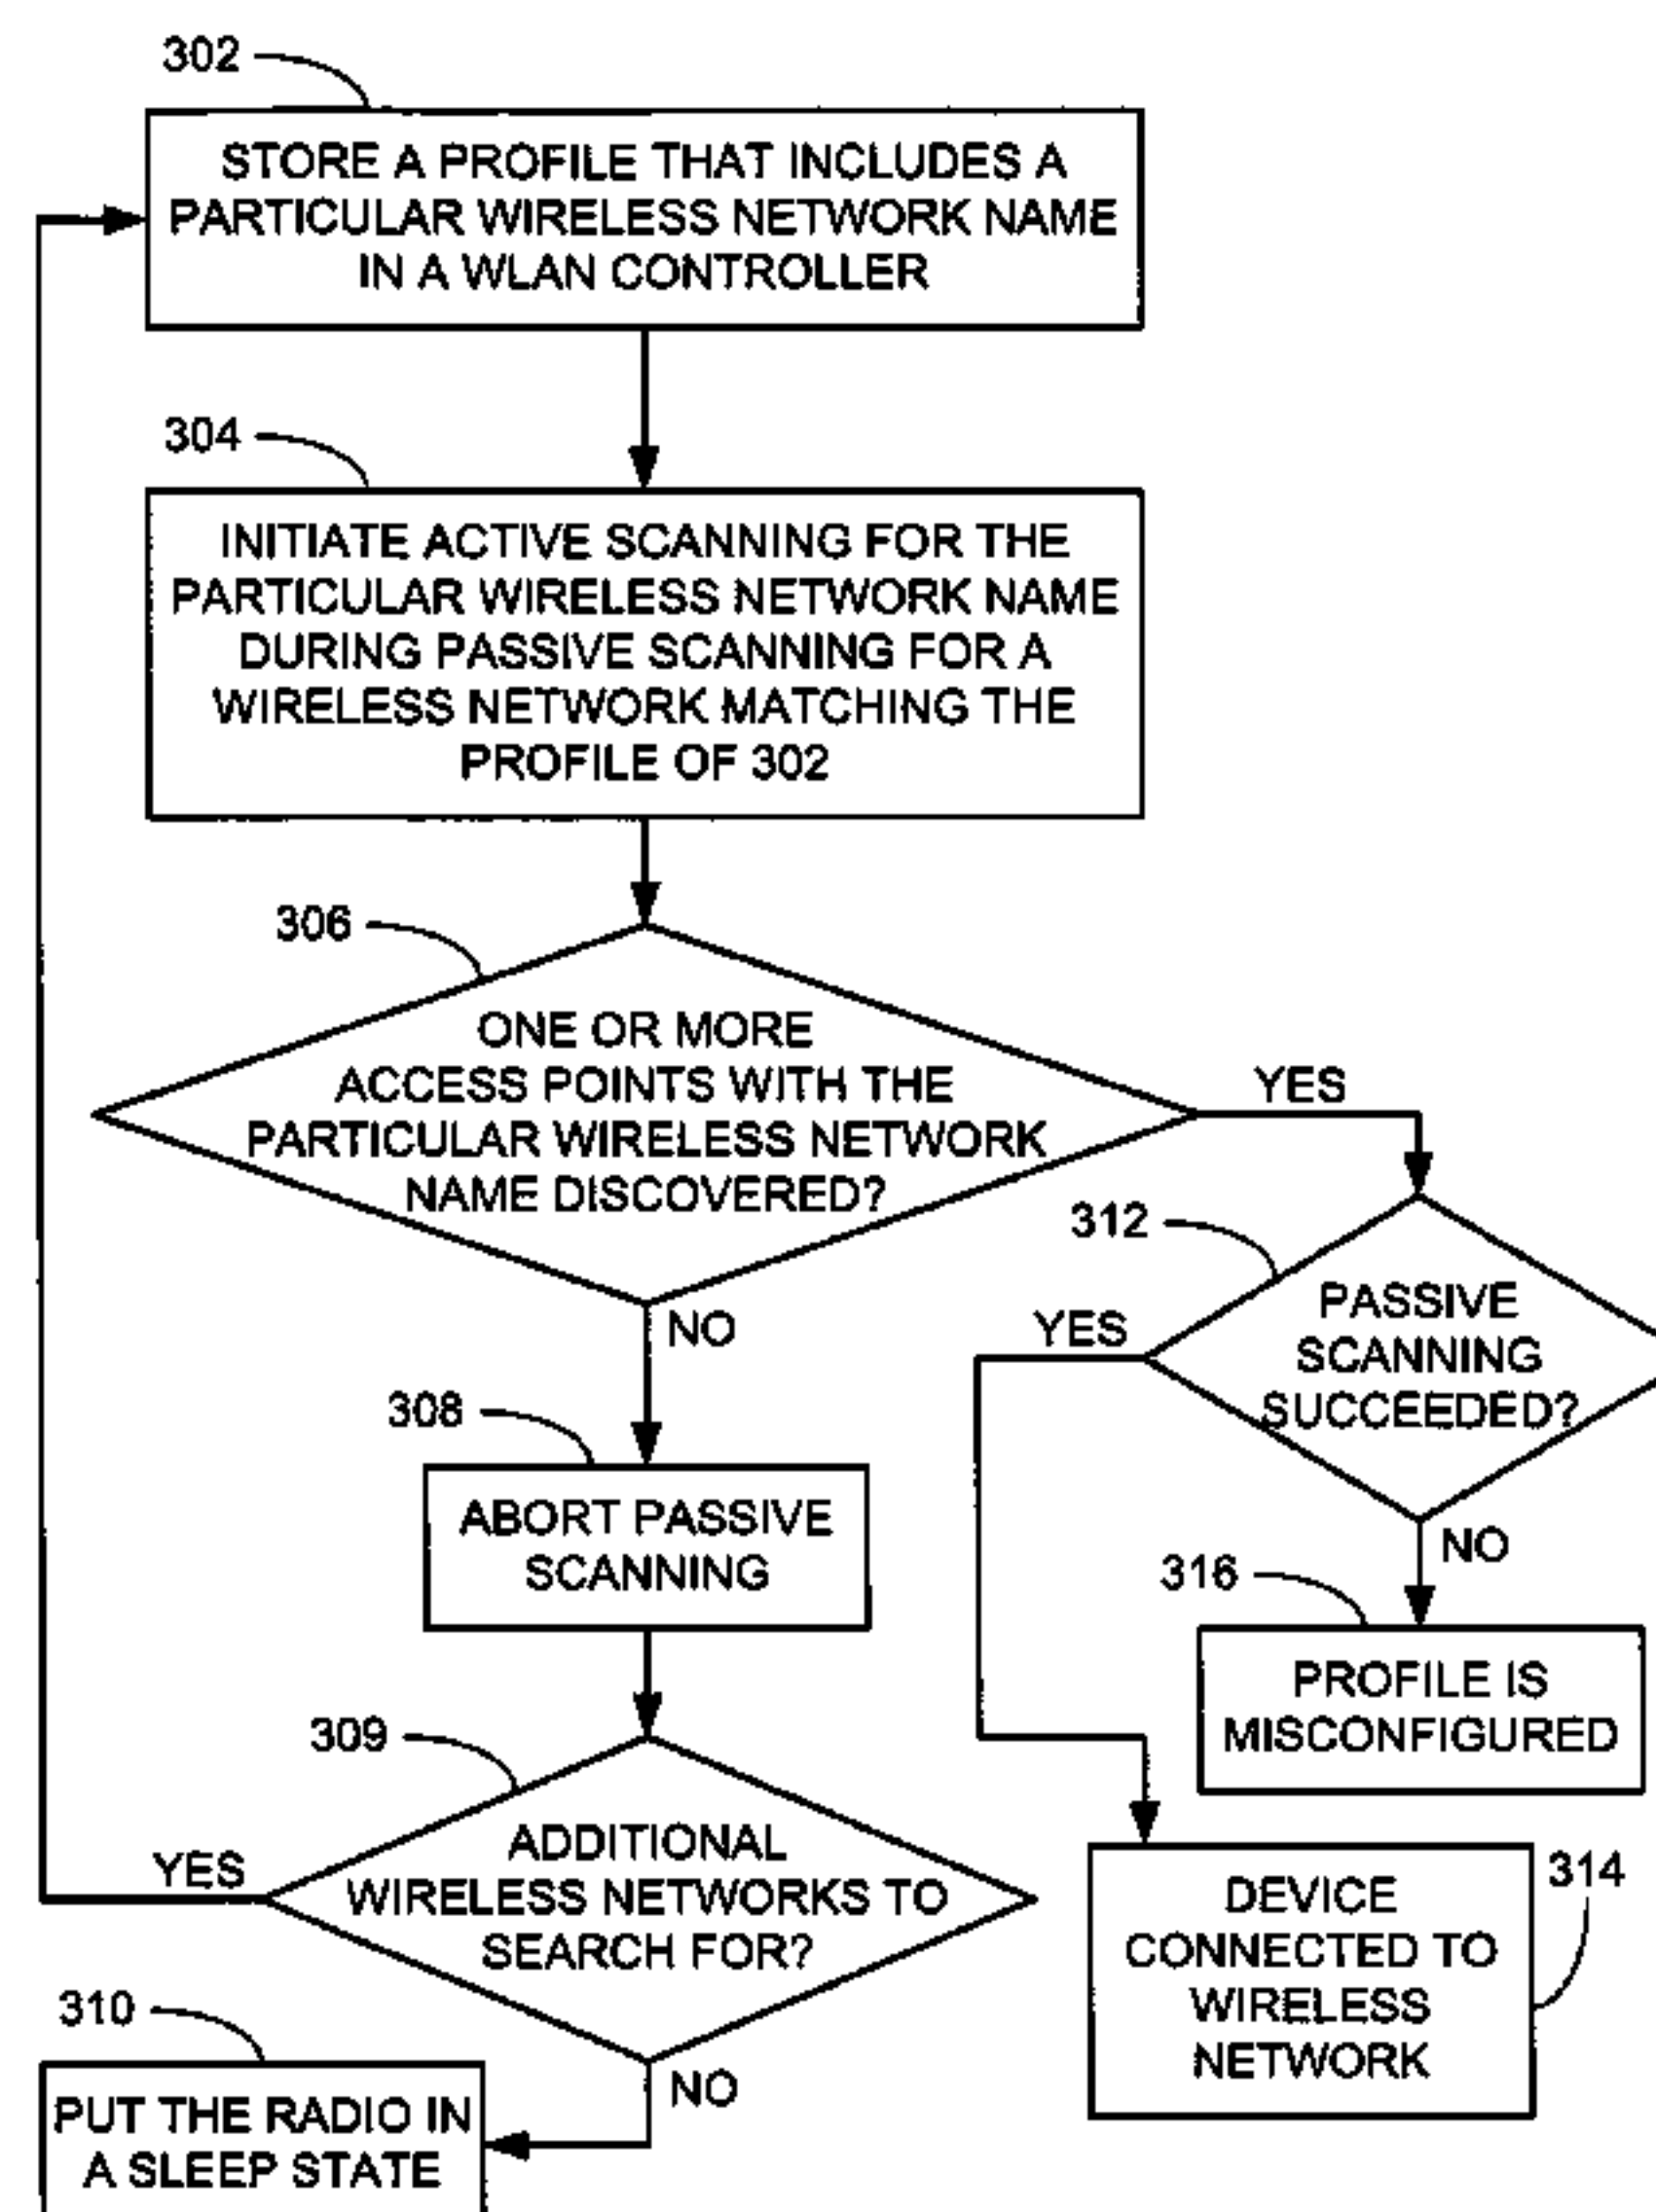 302
STORE A PROFILE THAT INCLUDES A
PARTICULAR WIRELESS NETWORK NAME
IN A WLAN CONTROLLER
304
INITIATE ACTIVE SCANNING FOR THE
PARTICULAR WIRELESS NETWORK NAME
DURING PASSIVE SCANNING FOR A
WIRELESS NETWORK MATCHING THE
PROFILE OF 302
306
ONE OR MORE
ACCESS POINTS WITH THE
PARTICULAR WIRELESS NETWORK
NAME DISCOVERED?
YES
NO
312
PASSIVE
SCANNING
SUCCEEDED?
YES
NO
308
ABORT PASSIVE
SCANNING
316
PROFILE IS
MISCONFIGURED
309
ADDITIONAL
WIRELESS NETWORKS TO
SEARCH FOR?
YES
NO
314
DEVICE
CONNECTED TO
WIRELESS
NETWORK
310
PUT THE RADIO IN
A SLEEP STATE